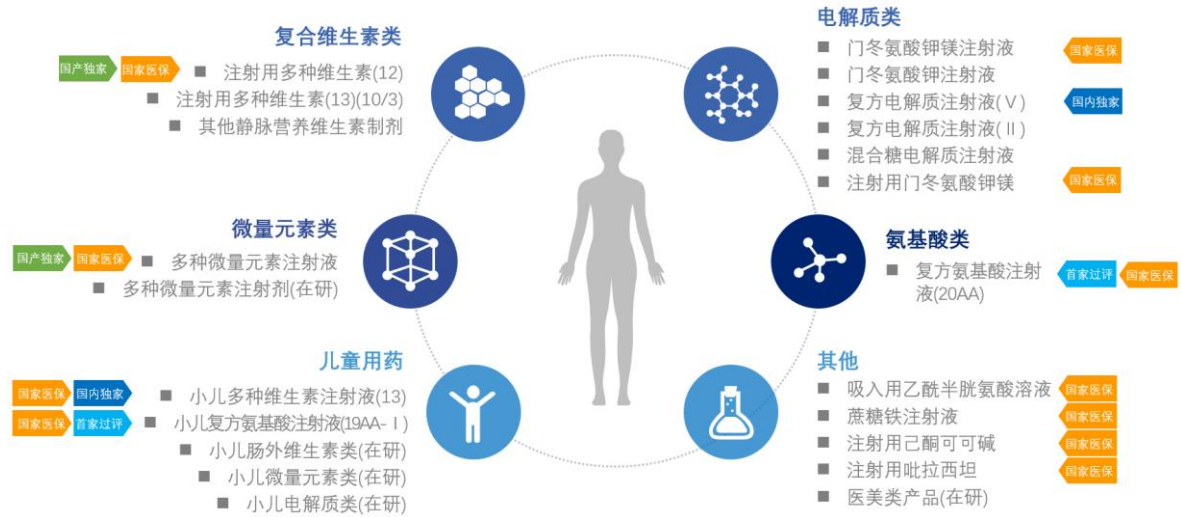 复合维生素类
国产独家 国家医保 ■ 注射用多种维生素(12)
■ 注射用多种维生素(13)(10/3)
■ 其他静脉营养维生素制剂
微量元素类
国产独家 国家医保 ■ 多种微量元素注射液
■ 多种微量元素注射剂(在研)
儿童用药
国家医保 国内独家 ■ 小儿多种维生素注射液(13)
国家医保 首家过评 ■ 小儿复方氨基酸注射液(19AA-Ⅰ)
■ 小儿肠外维生素类(在研)
■ 小儿微量元素类(在研)
■ 小儿电解质类(在研)
电解质类
■ 门冬氨酸钾镁注射液 国家医保
■ 门冬氨酸钾注射液
■ 复方电解质注射液(Ⅴ) 国内独家
■ 复方电解质注射液(Ⅱ)
■ 混合糖电解质注射液
■ 注射用门冬氨酸钾镁 国家医保
氨基酸类
■ 复方氨基酸注射 首家过评 国家医保
液(20AA)
其他
■ 吸入用乙酰半胱氨酸溶液 国家医保
■ 蔗糖铁注射液 国家医保
■ 注射用己酮可可碱 国家医保
■ 注射用吡拉西坦 国家医保
■ 医美类产品(在研)